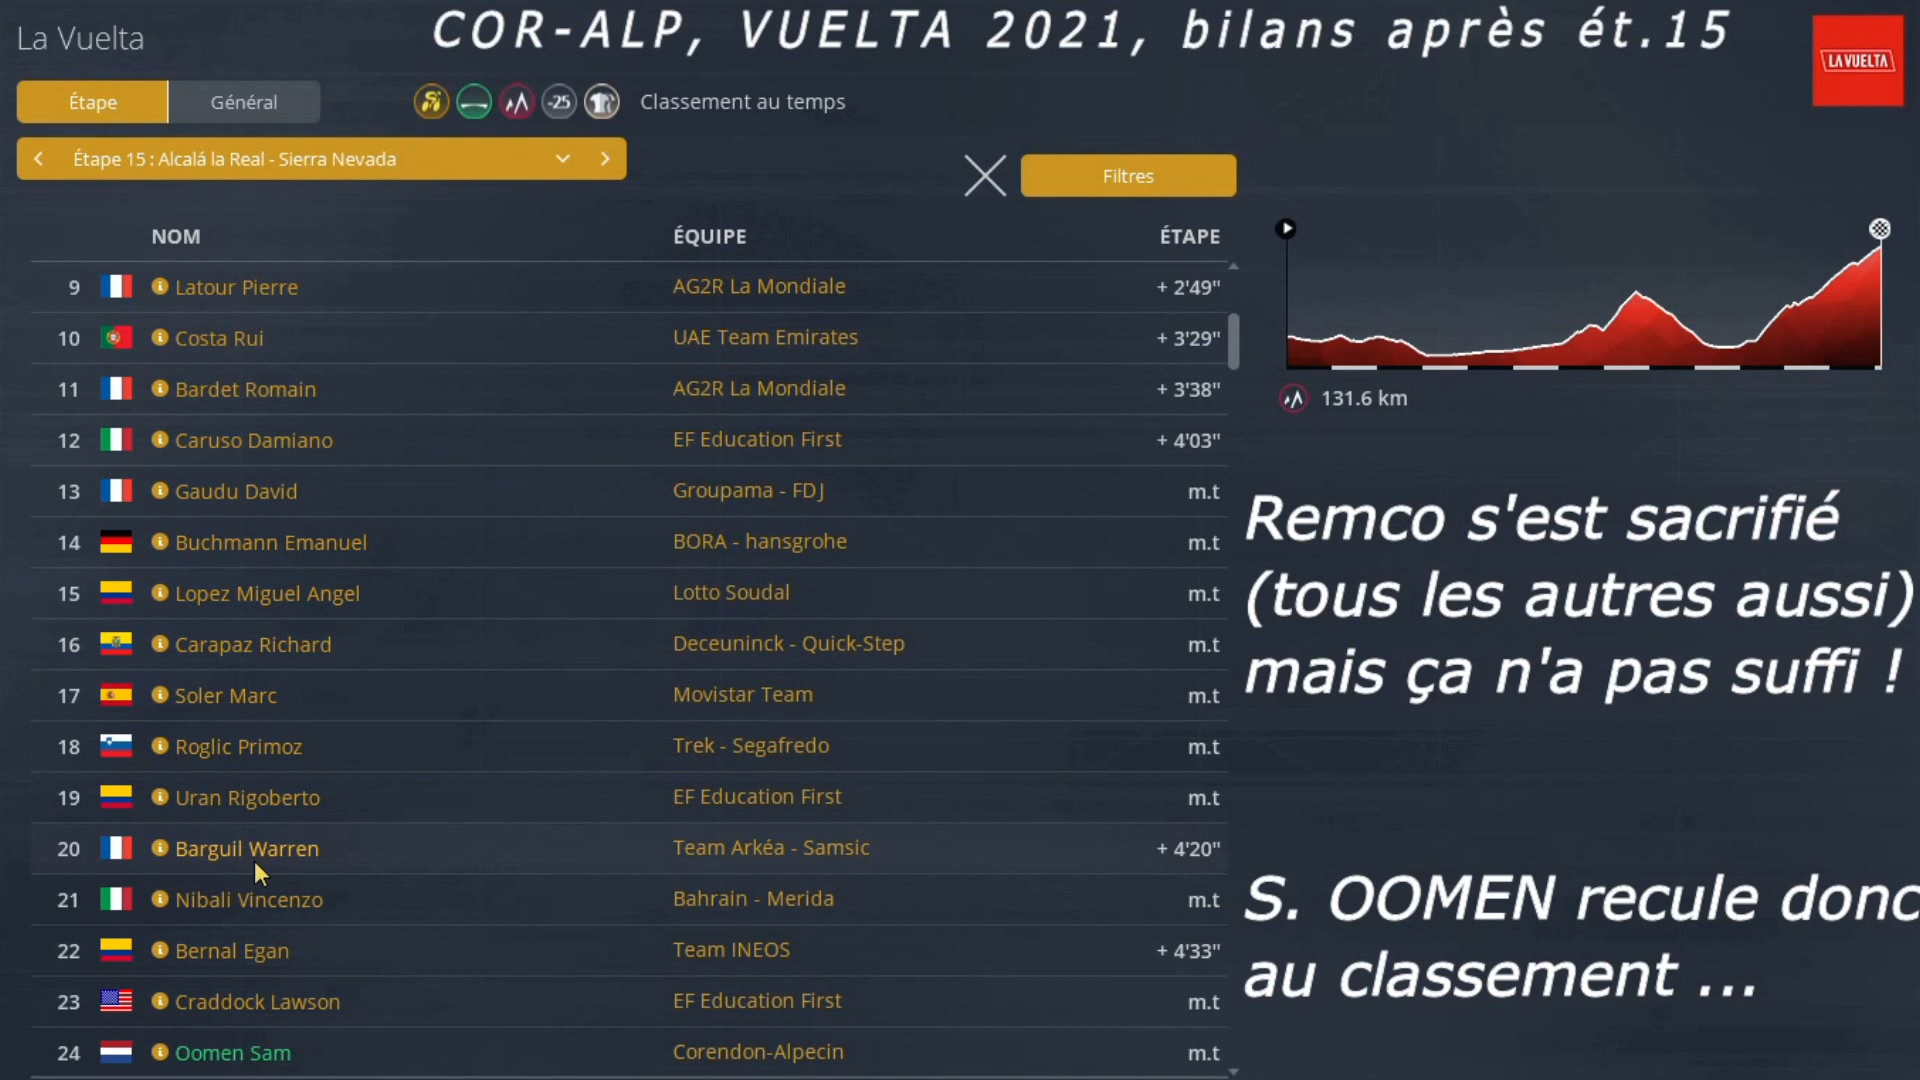 COR-ALP, VUELTA 2021, bilans après ét.15
La Vuelta
LA VUELTA
Étape
Général
-25
Classement au temps
Étape 15 : Alcalá la Real - Sierra Nevada
Filtres
NOM ÉQUIPE ÉTAPE
9 Latour Pierre AG2R La Mondiale + 2'49"
10 Costa Rui UAE Team Emirates + 3'29"
11 Bardet Romain AG2R La Mondiale + 3'38"
12 Caruso Damiano EF Education First + 4'03"
13 Gaudu David Groupama - FDJ m.t
14 Buchmann Emanuel BORA - hansgrohe m.t
15 Lopez Miguel Angel Lotto Soudal m.t
16 Carapaz Richard Deceuninck - Quick-Step m.t
17 Soler Marc Movistar Team m.t
18 Roglic Primoz Trek - Segafredo m.t
19 Uran Rigoberto EF Education First m.t
20 Barguil Warren Team Arkéa - Samsic + 4'20"
21 Nibali Vincenzo Bahrain - Merida m.t
22 Bernal Egan Team INEOS + 4'33"
23 Craddock Lawson EF Education First m.t
24 Oomen Sam Corendon-Alpecin m.t
131.6 km
Remco s'est sacrifié
(tous les autres aussi)
mais ça n'a pas suffi !
S. OOMEN recule donc
au classement ...